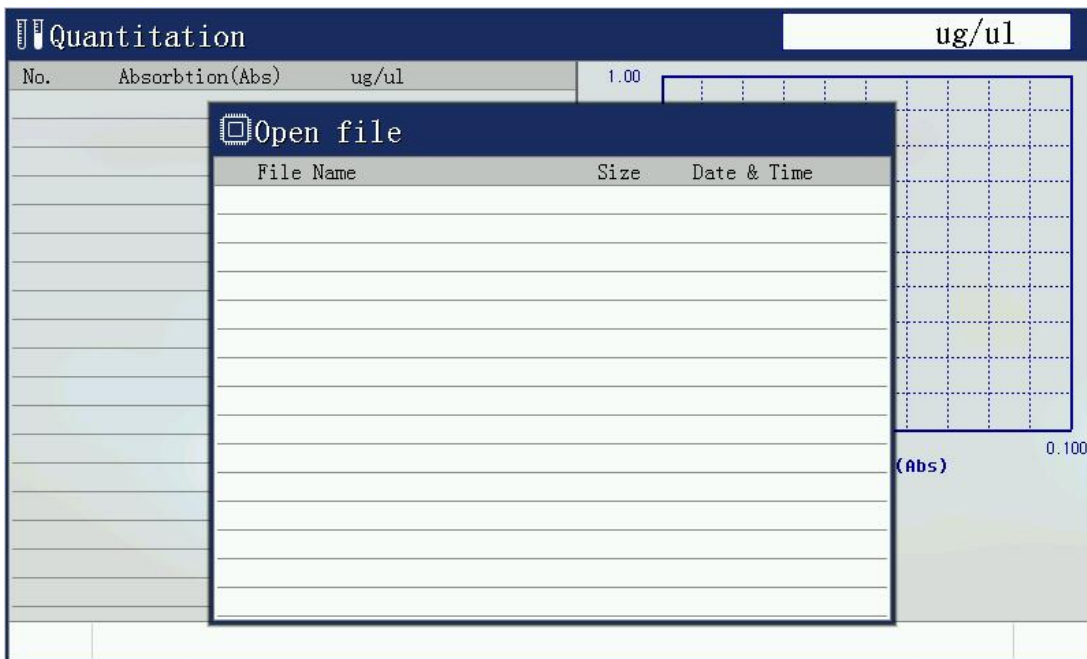 Quantitation
ug/ul
No. Absorbtion(Abs) ug/ul
1.00
Open file
File Name Size Date & Time
0.100
(Abs)